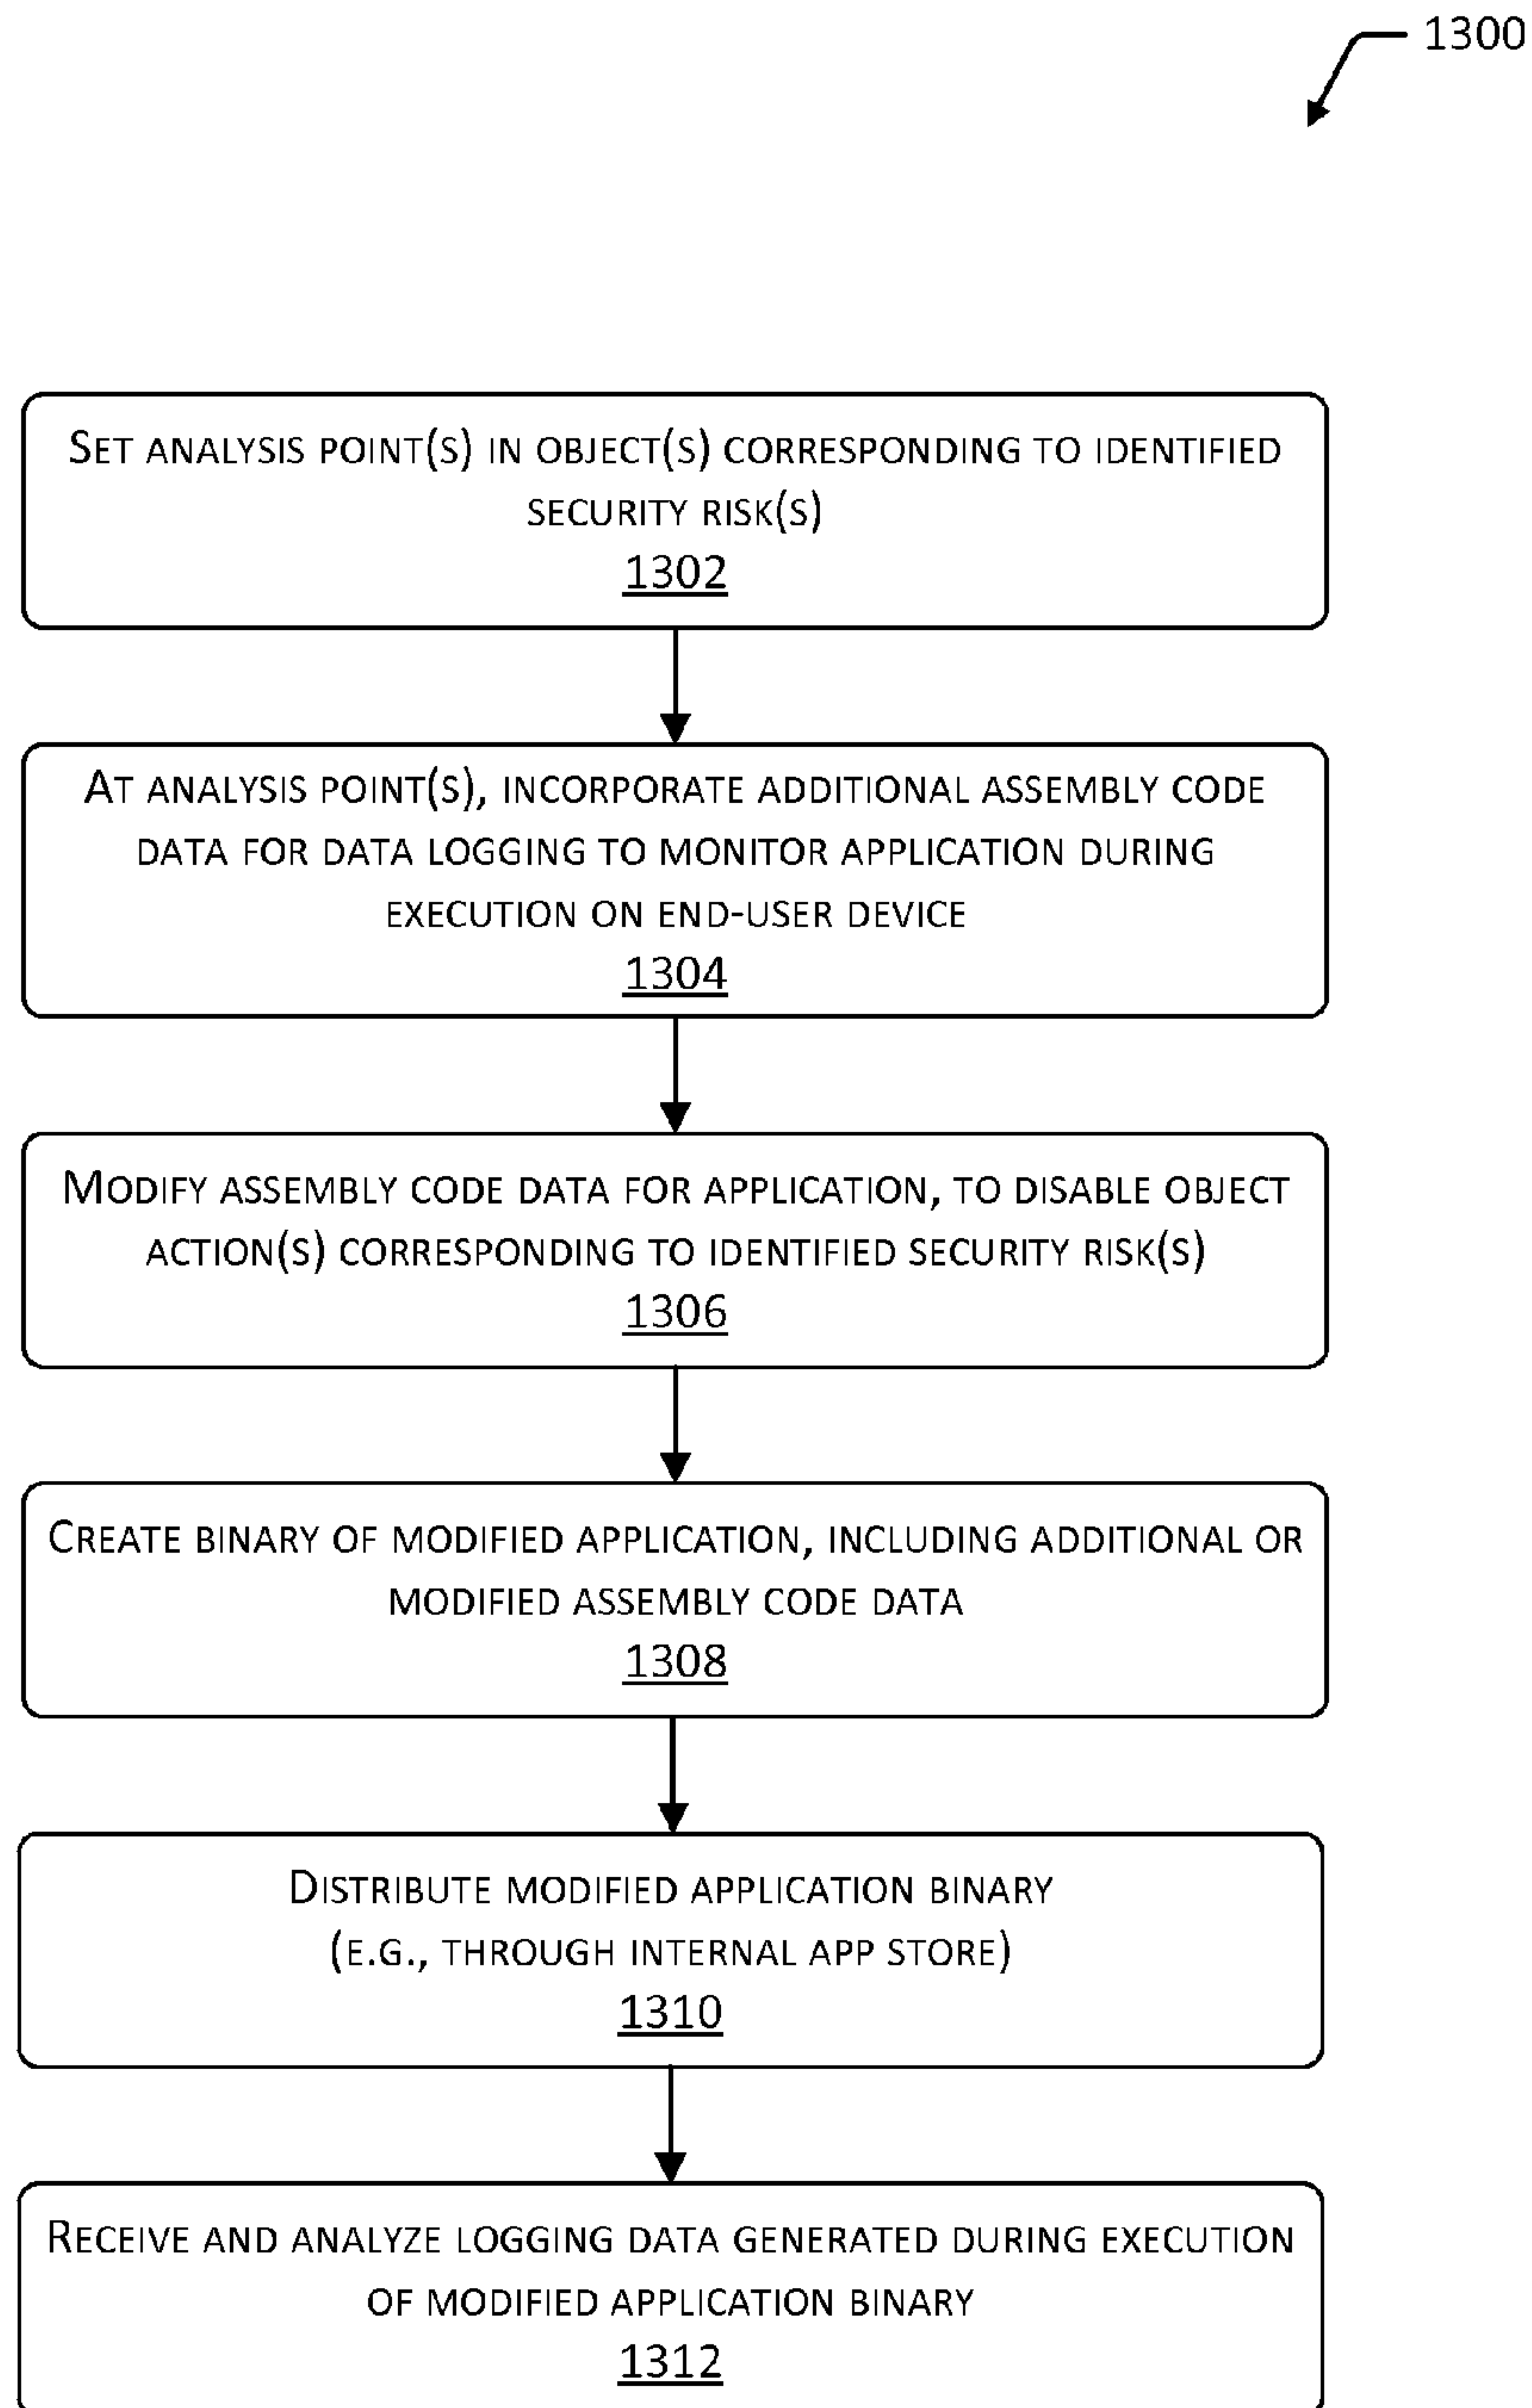 1300
Set analysis point(s) in object(s) corresponding to identified
security risk(s)
1302
At analysis point(s), incorporate additional assembly code
data for data logging to monitor application during
execution on end-user device
1304
Modify assembly code data for application, to disable object
action(s) corresponding to identified security risk(s)
1306
Create binary of modified application, including additional or
modified assembly code data
1308
Distribute modified application binary
(e.g., through internal app store)
1310
Receive and analyze logging data generated during execution
of modified application binary
1312